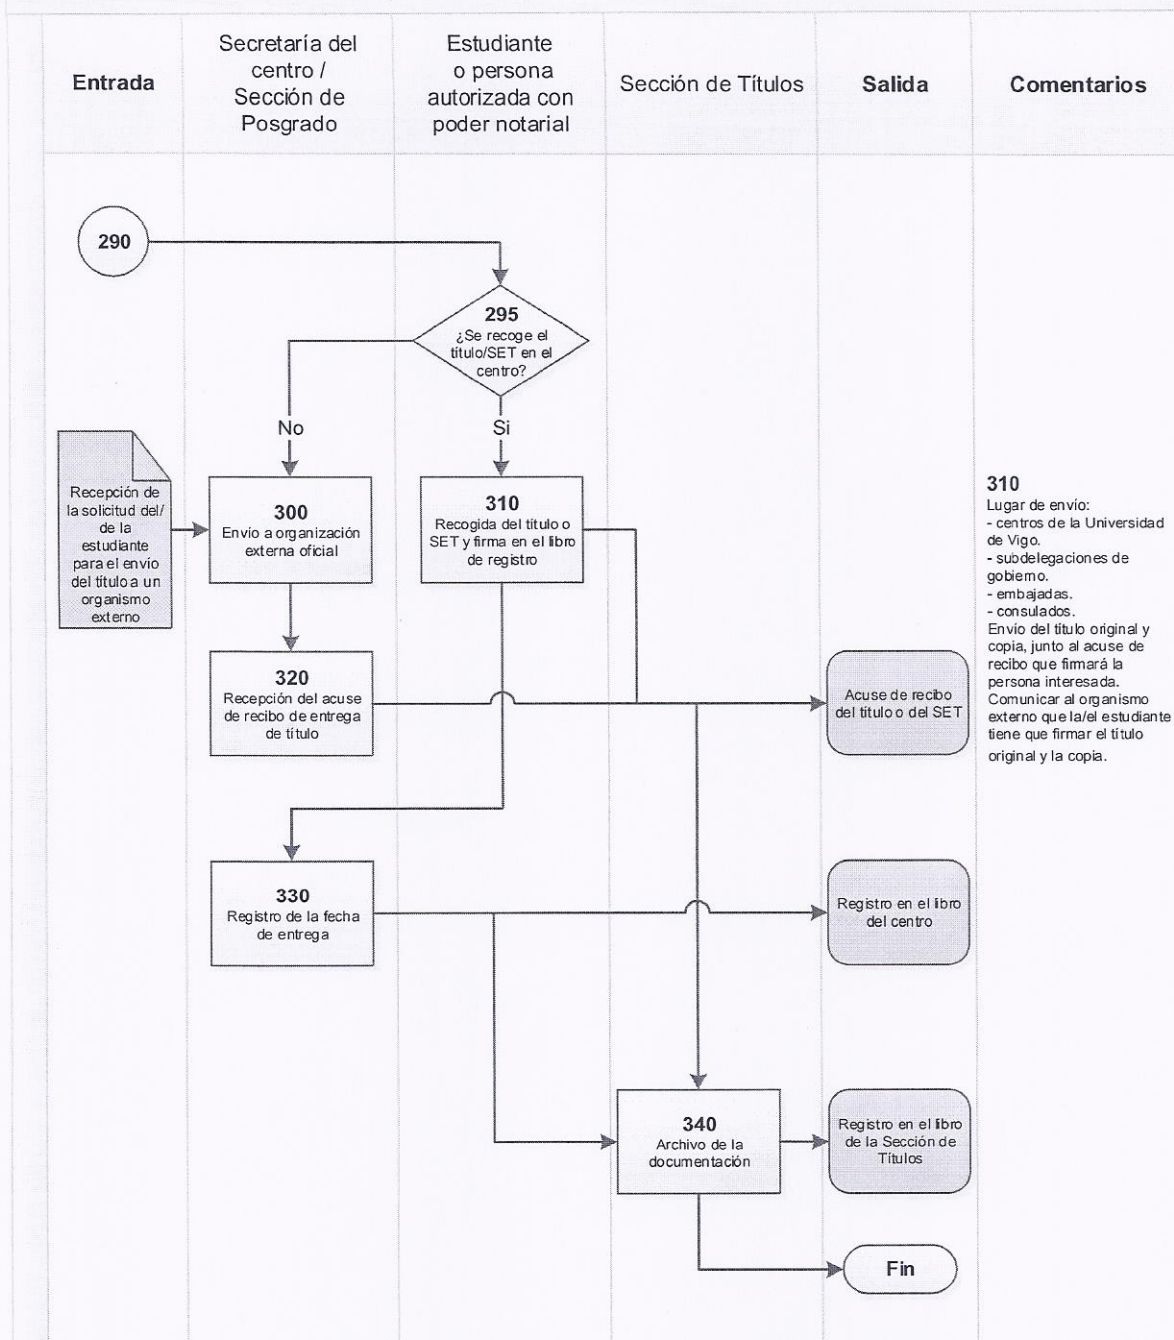 Entrada
Secretaría del
centro /
Sección de
Posgrado
Estudiante
o persona
autorizada con
poder notarial
Sección de Títulos
Salida
Comentarios
290
295
¿Se recoge el
título/SET en el
centro?
No
Si
Recepción de
la solicitud del/
de la
estudiante
para el envío
del título a un
organismo
externo
300
Envío a organización
externa oficial
310
Recogida del título o
SET y firma en el libro
de registro
310
Lugar de envío:
- centros de la Universidad
de Vigo.
- subdelegaciones de
gobierno.
- embajadas.
- consulados.
Envío del título original y
copia, junto al acuse de
recibo que firmará la
persona interesada.
Comunicar al organismo
externo que la/el estudiante
tiene que firmar el título
original y la copia.
320
Recepción del acuse
de recibo de entrega
de título
Acuse de recibo
del título o del SET
330
Registro de la fecha
de entrega
Registro en el libro
del centro
340
Archivo de la
documentación
Registro en el libro
de la Sección de
Títulos
Fin